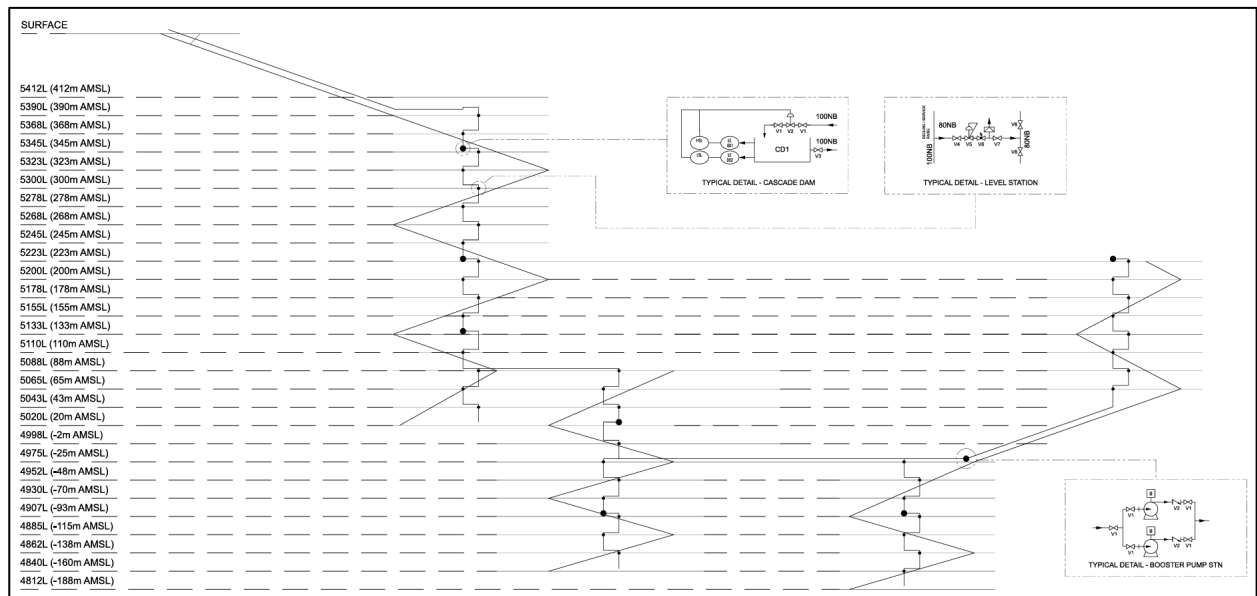 SURFACE
5412L (412m AMSL)
5390L (390m AMSL)
5368L (368m AMSL)
5345L (345m AMSL)
5323L (323m AMSL)
5300L (300m AMSL)
5278L (278m AMSL)
5268L (268m AMSL)
5245L (245m AMSL)
5223L (223m AMSL)
5200L (200m AMSL)
5178L (178m AMSL)
5155L (155m AMSL)
5133L (133m AMSL)
5110L (110m AMSL)
5088L (88m AMSL)
5065L (65m AMSL)
5043L (43m AMSL)
5020L (20m AMSL)
4998L (-2m AMSL)
4975L (-25m AMSL)
4952L (-48m AMSL)
4930L (-70m AMSL)
4907L (-93m AMSL)
4885L (-115m AMSL)
4862L (-138m AMSL)
4840L (-160m AMSL)
4812L (-188m AMSL)
100NB
V1 V2 V1
100NB
CD1
V3
TYPICAL DETAIL - CASCADE DAM
100NB
80NB
V4 V5 V6 V7
V8
V8
80NB
TYPICAL DETAIL - LEVEL STATION
M
V1 V2 V1
V1
M
V1 V2 V1
TYPICAL DETAIL - BOOSTER PUMP STN